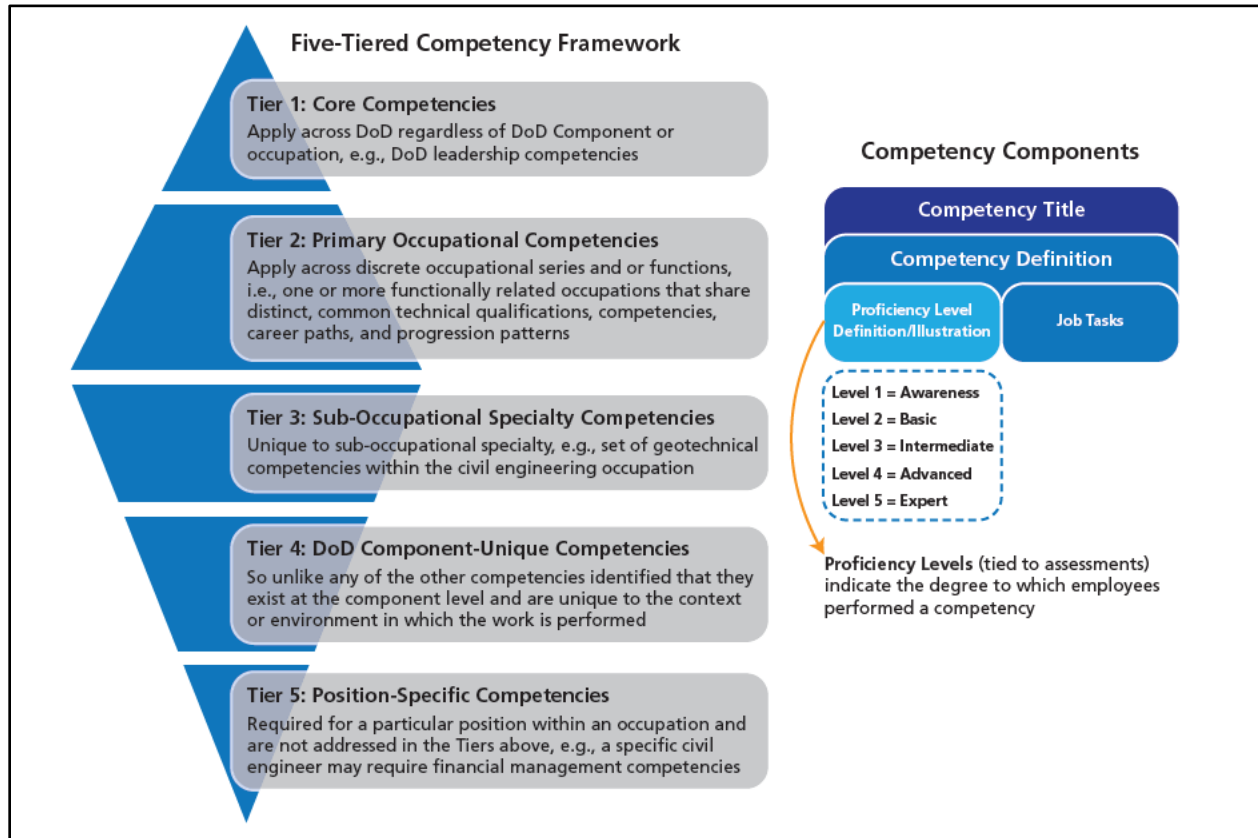 Five-Tiered Competency Framework
Tier 1: Core Competencies
Apply across DoD regardless of DoD Component or
occupation, e.g., DoD leadership competencies
Tier 2: Primary Occupational Competencies
Apply across discrete occupational series and or functions,
i.e., one or more functionally related occupations that share
distinct, common technical qualifications, competencies,
career paths, and progression patterns
Tier 3: Sub-Occupational Specialty Competencies
Unique to sub-occupational specialty, e.g., set of geotechnical
competencies within the civil engineering occupation
Tier 4: DoD Component-Unique Competencies
So unlike any of the other competencies identified that they
exist at the component level and are unique to the context
or environment in which the work is performed
Tier 5: Position-Specific Competencies
Required for a particular position within an occupation and
are not addressed in the Tiers above, e.g., a specific civil
engineer may require financial management competencies
Competency Components
Competency Title
Competency Definition
Proficiency Level
Definition/Illustration
Job Tasks
Level 1 = Awareness
Level 2 = Basic
Level 3 = Intermediate
Level 4 = Advanced
Level 5 = Expert
Proficiency Levels (tied to assessments)
indicate the degree to which employees
performed a competency